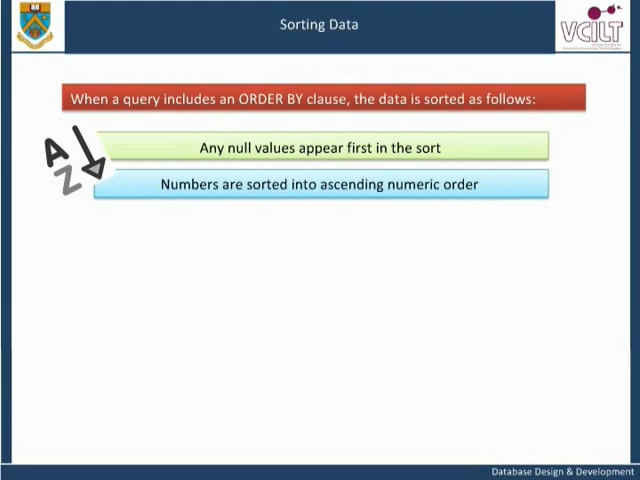 Sorting Data
VCILT
When a query includes an ORDER BY clause, the data is sorted as follows:
Any null values appear first in the sort
A
Z
Numbers are sorted into ascending numeric order
Database Design & Development